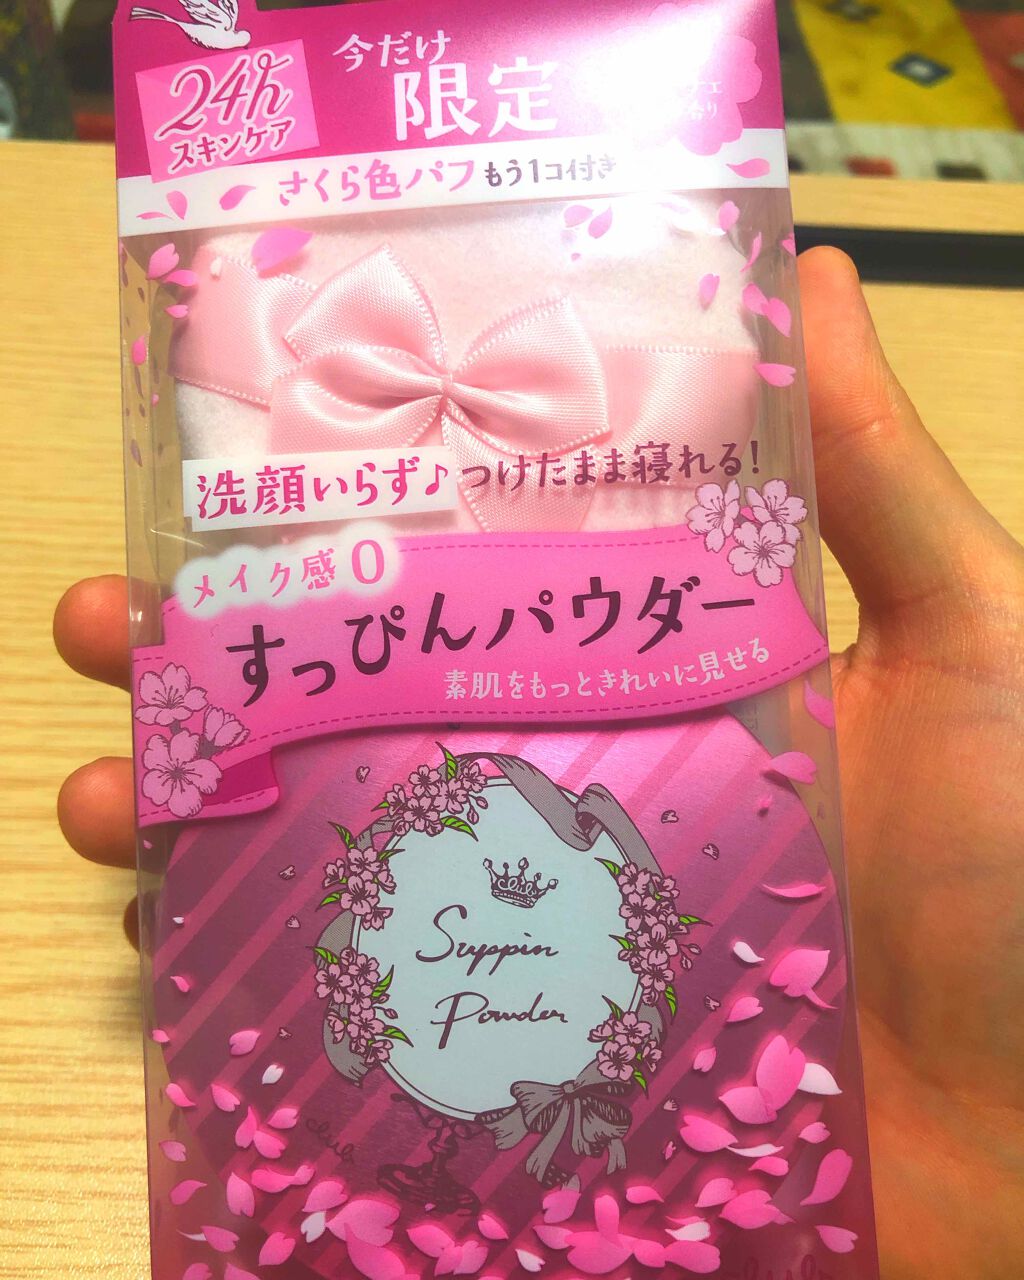 24h
スキンケア
今だけ
限定
さくら色パフもう1コ付き
洗顔いらず♪つけたまま寝れる!
メイク感0
すっぴんパウダー
素肌をもっときれいに見せる
Club
Suppin
Powder
Club